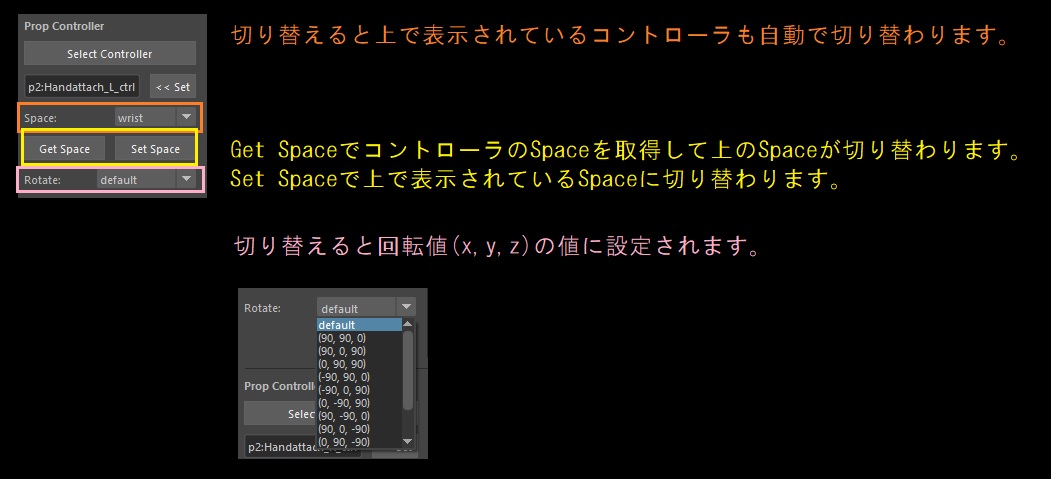 Prop Controller
Select Controller
p2:Handattach_L_ctrl << Set
Space: wrist
Get Space Set Space
Rotate: default
切り替えると上で表示されているコントローラも自動で切り替わります。
Get SpaceでコントローラのSpaceを取得して上のSpaceが切り替わります。
Set Spaceで上で表示されているSpaceに切り替わります。
切り替えると回転値(x,y,z)の値に設定されます。
Rotate: default
default
(90, 90, 0)
(90, 0, 90)
(0, 90, 90)
(-90, 90, 0)
(-90, 0, 90)
(0, -90, 90)
(90, -90, 0)
(90, 0, -90)
(0, 90, -90)
Prop Controll
Selec
p2:Handattach